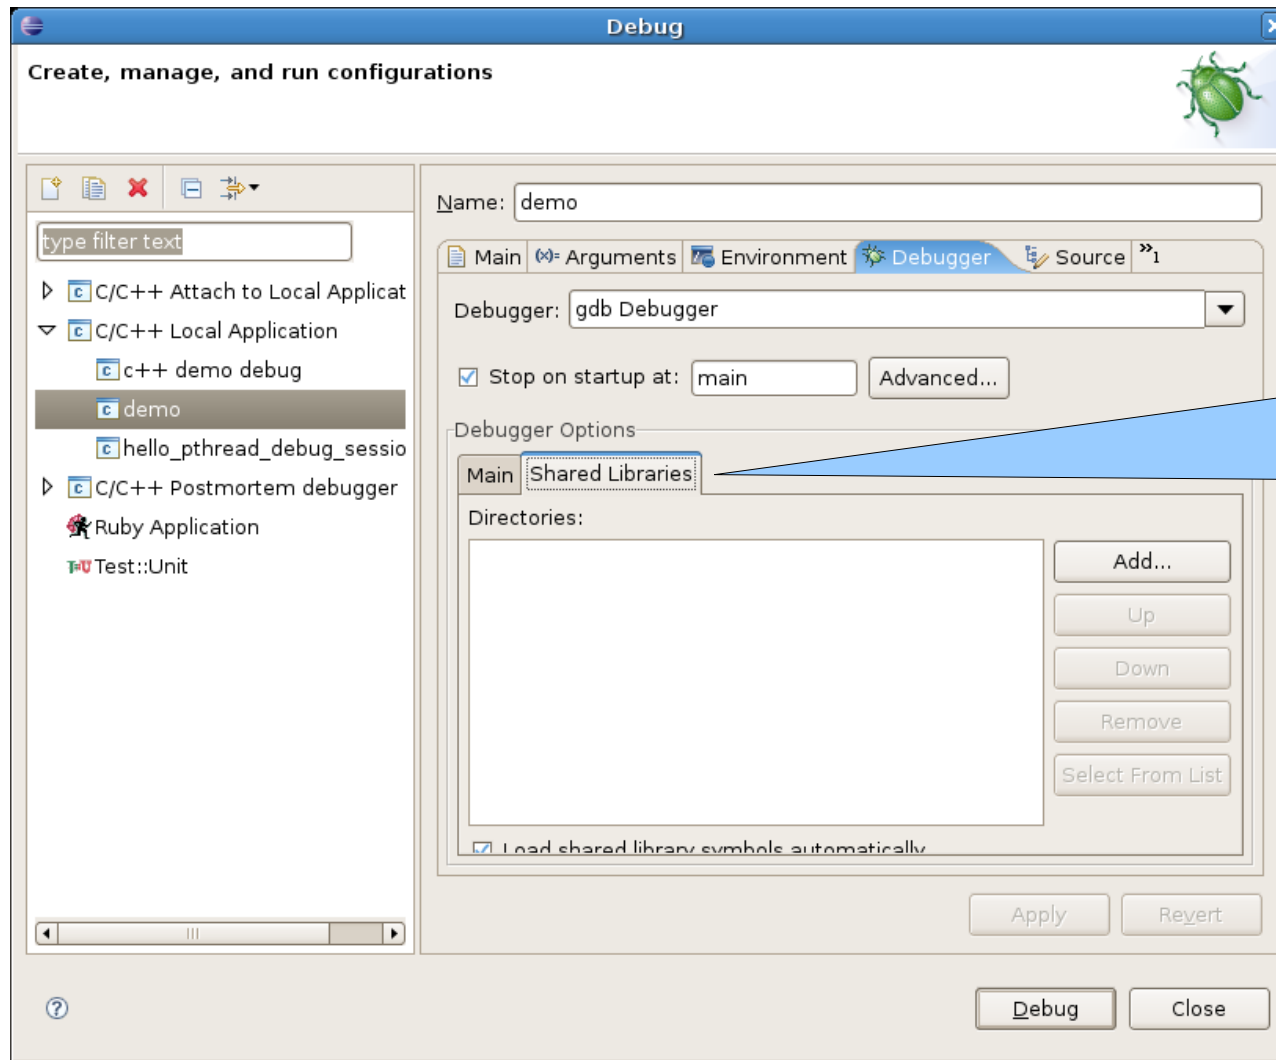 Debug
Create, manage, and run configurations
type filter text
C/C++ Attach to Local Applicat
C/C++ Local Application
c++ demo debug
demo
hello_pthread_debug_sessio
C/C++ Postmortem debugger
Ruby Application
Test::Unit
Name: demo
Main Arguments Environment Debugger Source »1
Debugger: gdb Debugger
Stop on startup at: main Advanced...
Debugger Options
Main Shared Libraries
Directories:
Add...
Up
Down
Remove
Select From List
Load shared library symbols automatically
Apply Revert
Debug Close